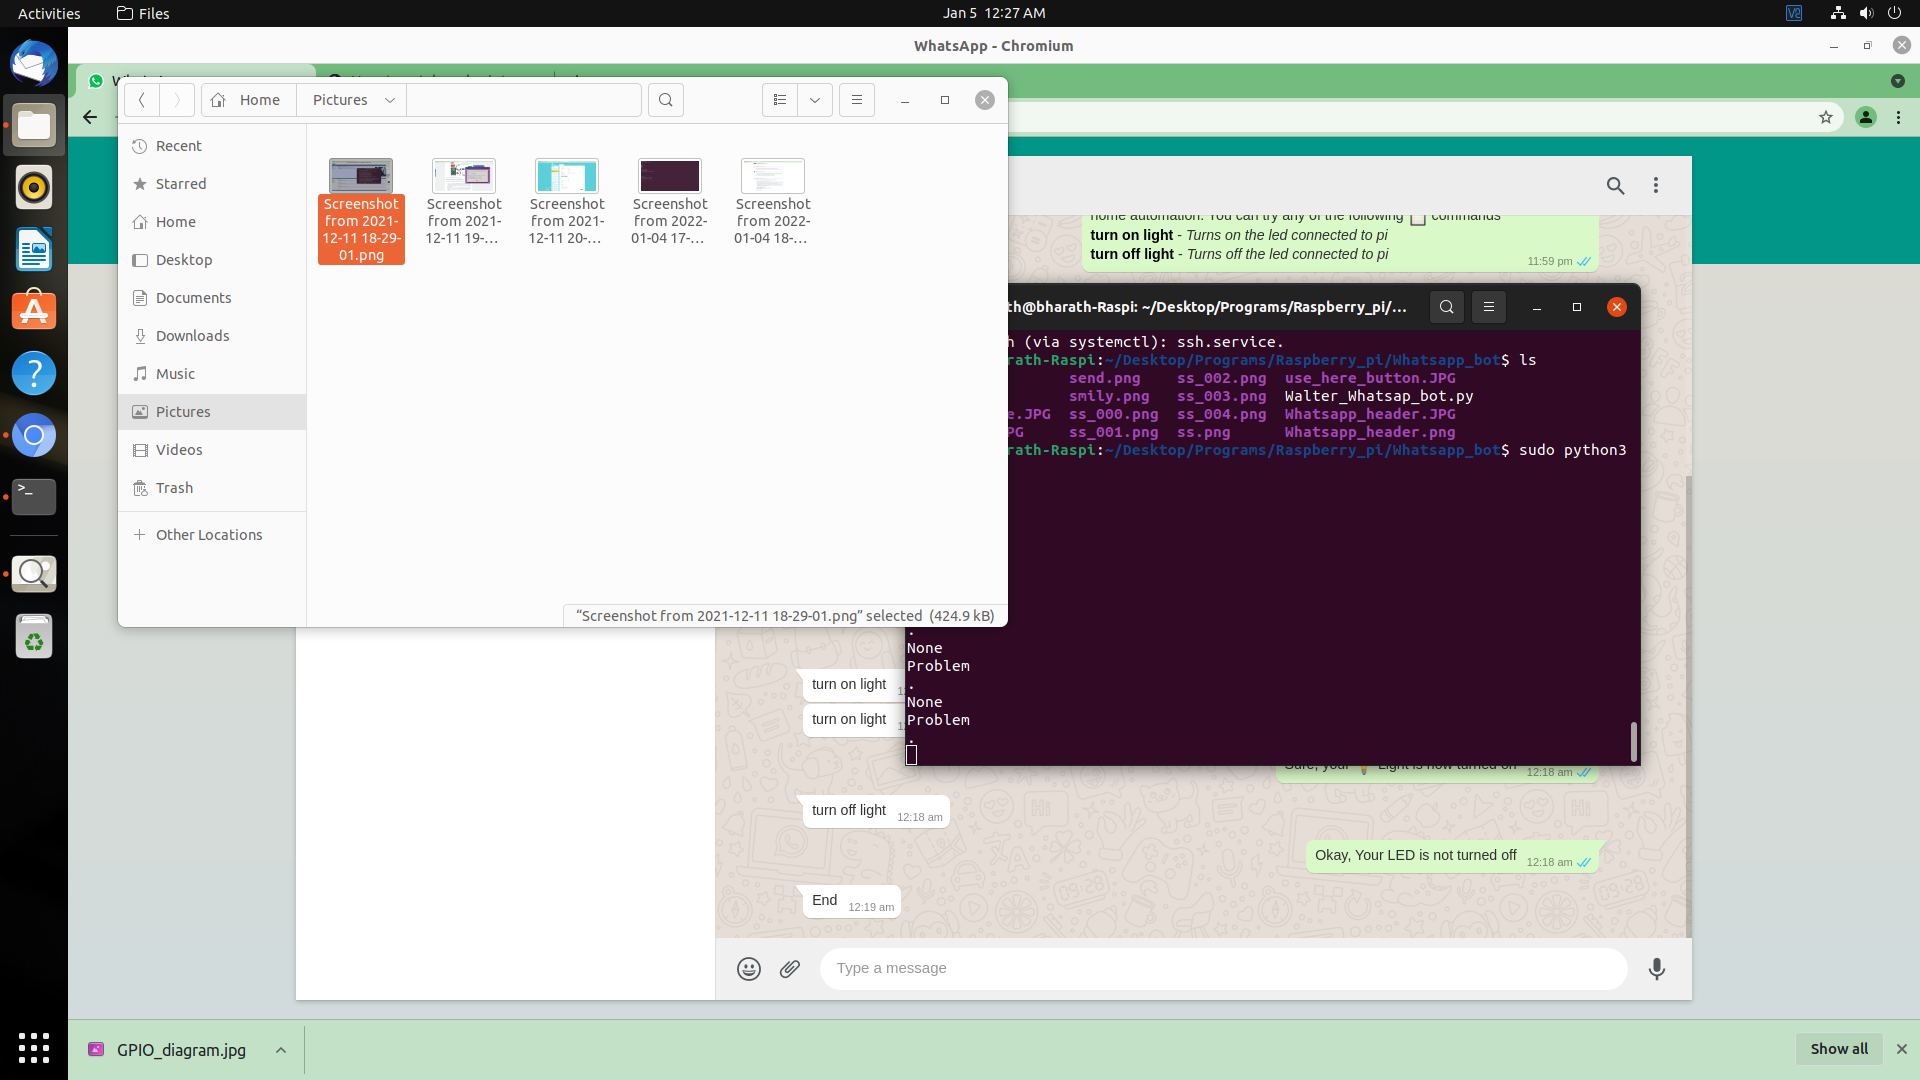 Activities
Files
Jan 5 12:27 AM
WhatsApp - Chromium
Home
Pictures
Recent
Starred
Home
Desktop
Documents
Downloads
Music
Pictures
Videos
Trash
Other Locations
Screenshot from 2021-12-11 18-29-01.png
Screenshot from 2021-12-11 19-...
Screenshot from 2021-12-11 20-...
Screenshot from 2022-01-04 17-...
Screenshot from 2022-01-04 18-...
“Screenshot from 2021-12-11 18-29-01.png” selected (424.9 kB)
home automation. You can try any of the following commands
turn on light - Turns on the led connected to pi
turn off light - Turns off the led connected to pi
11:59 pm
th@bharath-Raspi: ~/Desktop/Programs/Raspberry_pi/...
h (via systemctl): ssh.service.
rath-Raspi:~/Desktop/Programs/Raspberry_pi/Whatsapp_bot$ ls
send.png ss_002.png use_here_button.JPG
smily.png ss_003.png Walter_Whatsap_bot.py
e.JPG ss_000.png ss_004.png Whatsapp_header.JPG
PG ss_001.png ss.png Whatsapp_header.png
rath-Raspi:~/Desktop/Programs/Raspberry_pi/Whatsapp_bot$ sudo python3
.
None
Problem
.
None
Problem
.
turn on light
turn on light
Sure, your Light is now turned on 12:18 am
turn off light 12:18 am
Okay, Your LED is not turned off 12:18 am
End 12:19 am
Type a message
GPIO_diagram.jpg
Show all